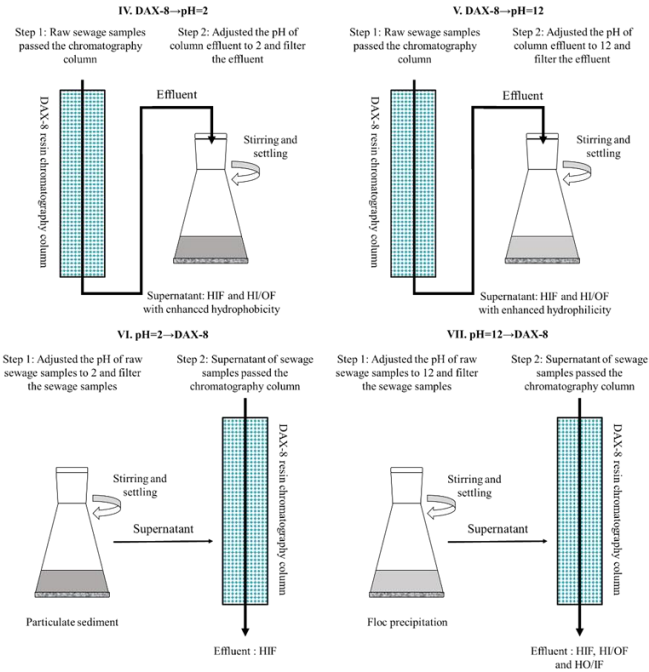 IV. DAX-8→pH=2
Step 1: Raw sewage samples
passed the chromatography
column
Step 2: Adjusted the pH of
column effluent to 2 and filter
the effluent
DAX-8 resin chromatography column
Effluent
Stirring and
settling
Supernatant: HIF and HI/OF
with enhanced hydrophobicity
V. DAX-8→pH=12
Step 1: Raw sewage samples
passed the chromatography
column
Step 2: Adjusted the pH of
column effluent to 12 and
filter the effluent
DAX-8 resin chromatography column
Effluent
Stirring and
settling
Supernatant: HIF and HI/OF
with enhanced hydrophilicity
VI. pH=2→DAX-8
Step 1: Adjusted the pH of raw
sewage samples to 2 and filter
the sewage samples
Step 2: Supernatant of sewage
samples passed the
chromatography column
Stirring and
settling
Supernatant
DAX-8 resin chromatography column
Particulate sediment
Effluent : HIF
VII. pH=12→DAX-8
Step 1: Adjusted the pH of raw
sewage samples to 12 and filter
the sewage samples
Step 2: Supernatant of sewage
samples passed the
chromatography column
Stirring and
settling
Supernatant
DAX-8 resin chromatography column
Floc precipitation
Effluent : HIF, HI/OF
and HO/IF